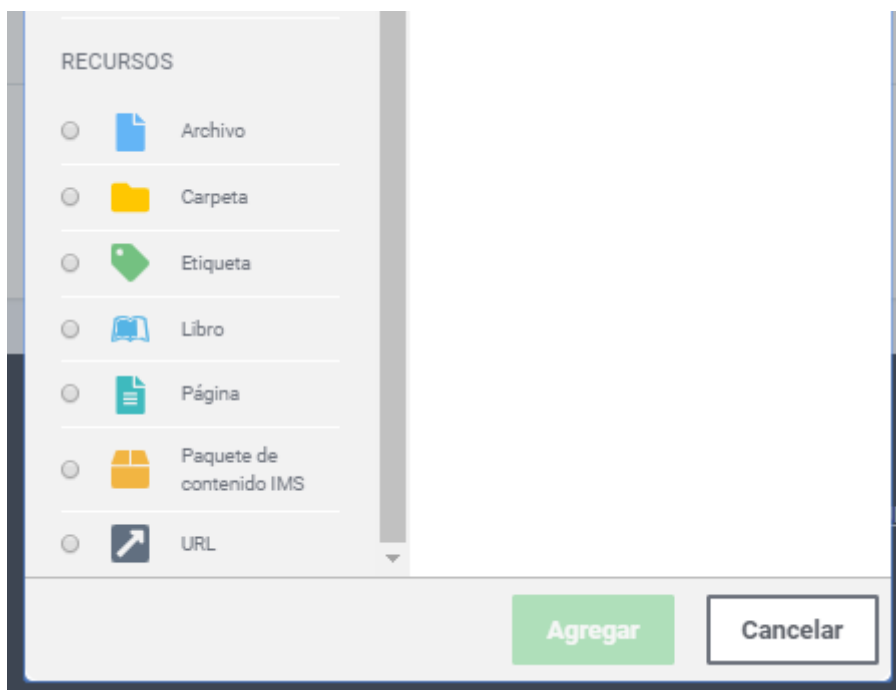 RECURSOS
Archivo
Carpeta
Etiqueta
Libro
Página
Paquete de
contenido IMS
URL
Agregar
Cancelar